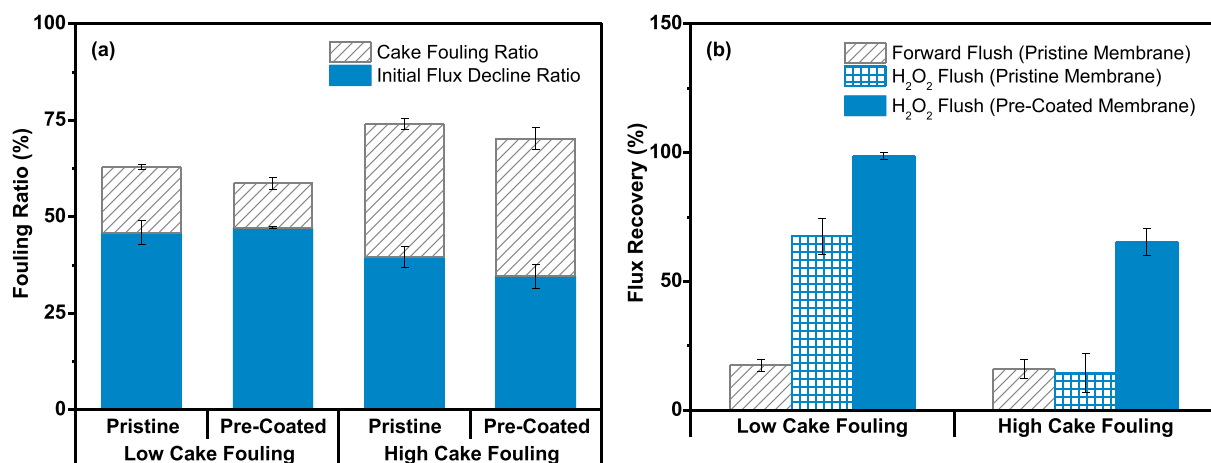 (a)
Cake Fouling Ratio
Initial Flux Decline Ratio
Fouling Ratio (%)
100
75
50
25
0
Pristine Pre-Coated Pristine Pre-Coated
Low Cake Fouling High Cake Fouling
(b)
Forward Flush (Pristine Membrane)
H₂O₂ Flush (Pristine Membrane)
H₂O₂ Flush (Pre-Coated Membrane)
Flux Recovery (%)
150
100
50
0
Low Cake Fouling High Cake Fouling